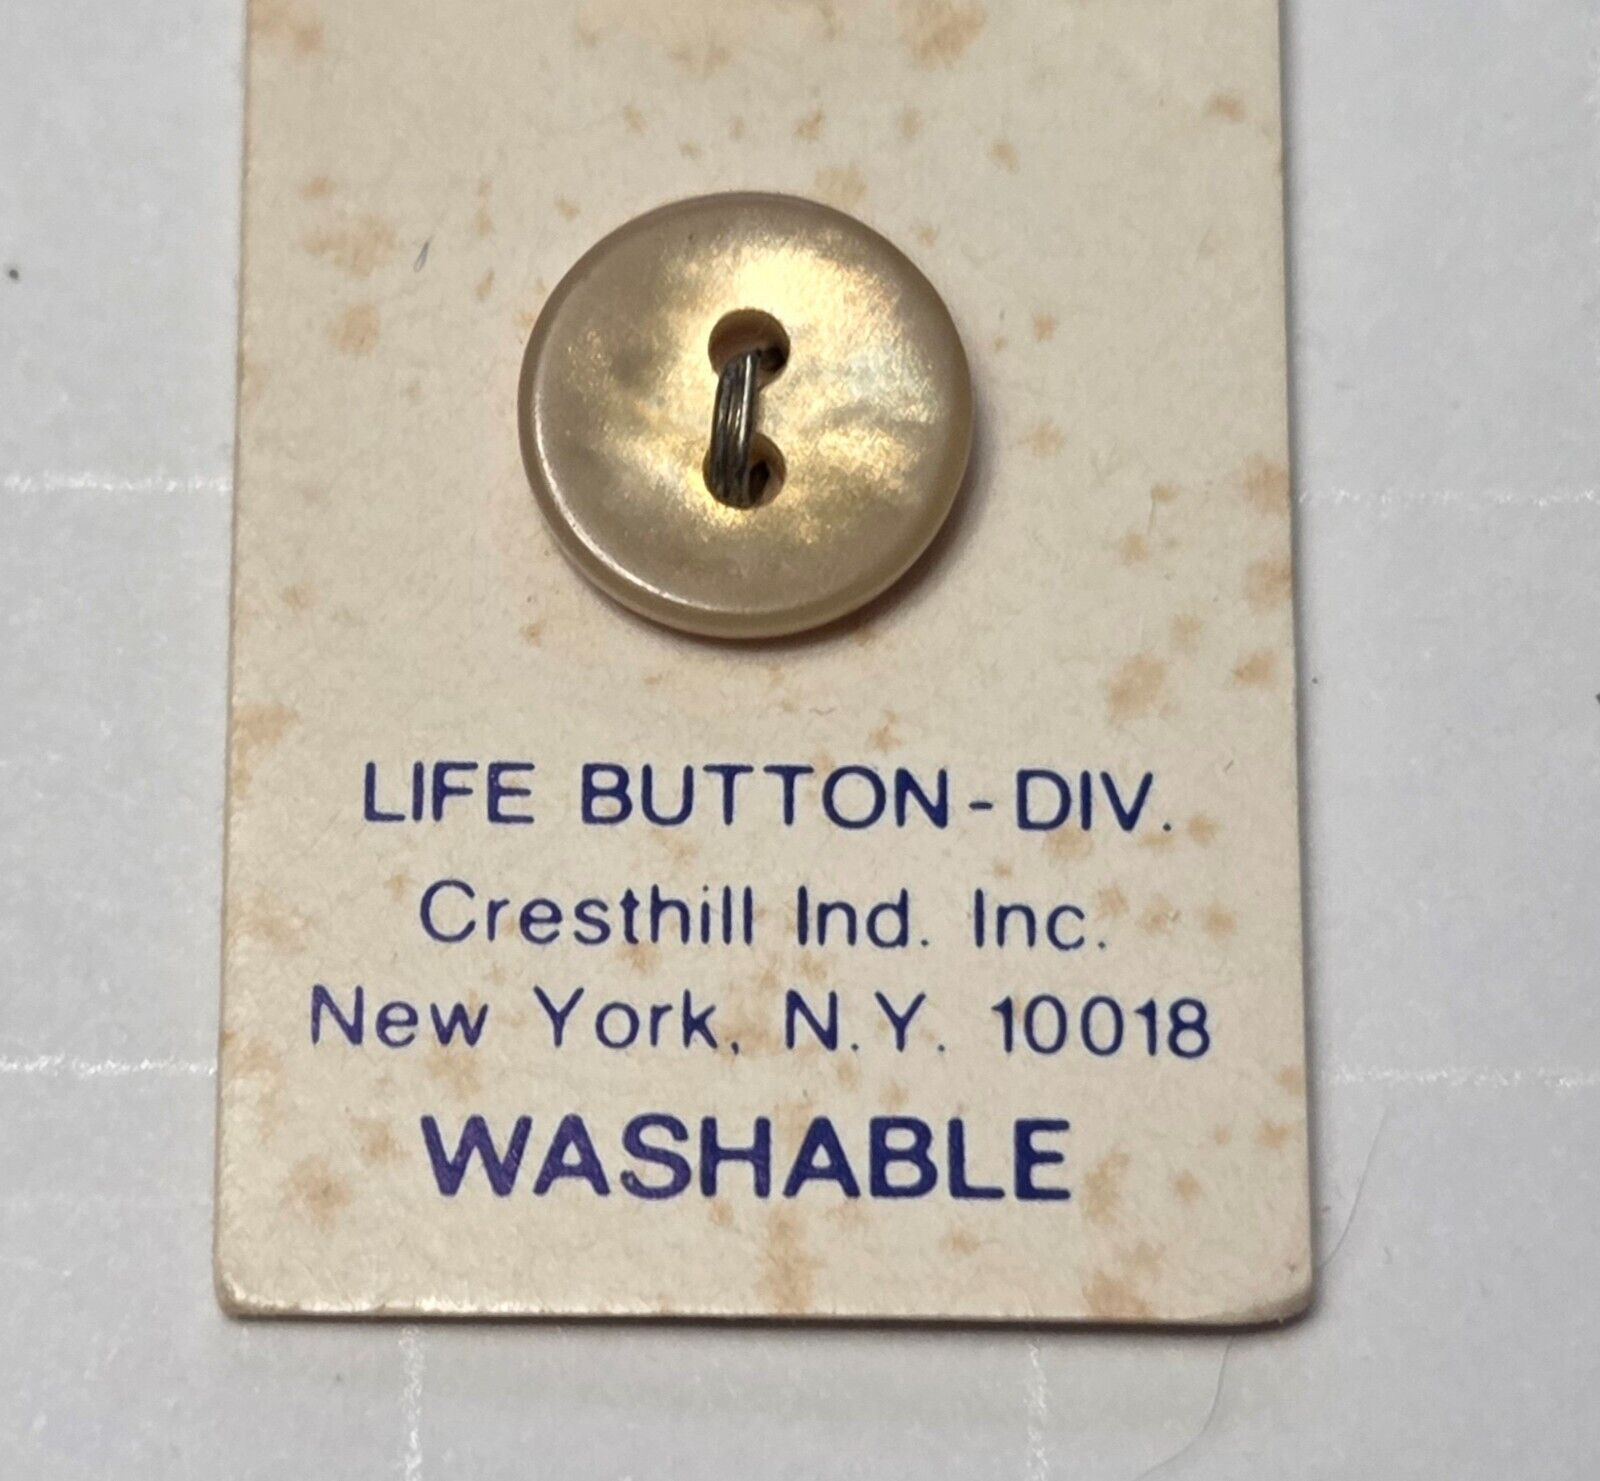 LIFE BUTTON-DIV.
Cresthill Ind. Inc.
New York, N.Y. 10018
WASHABLE